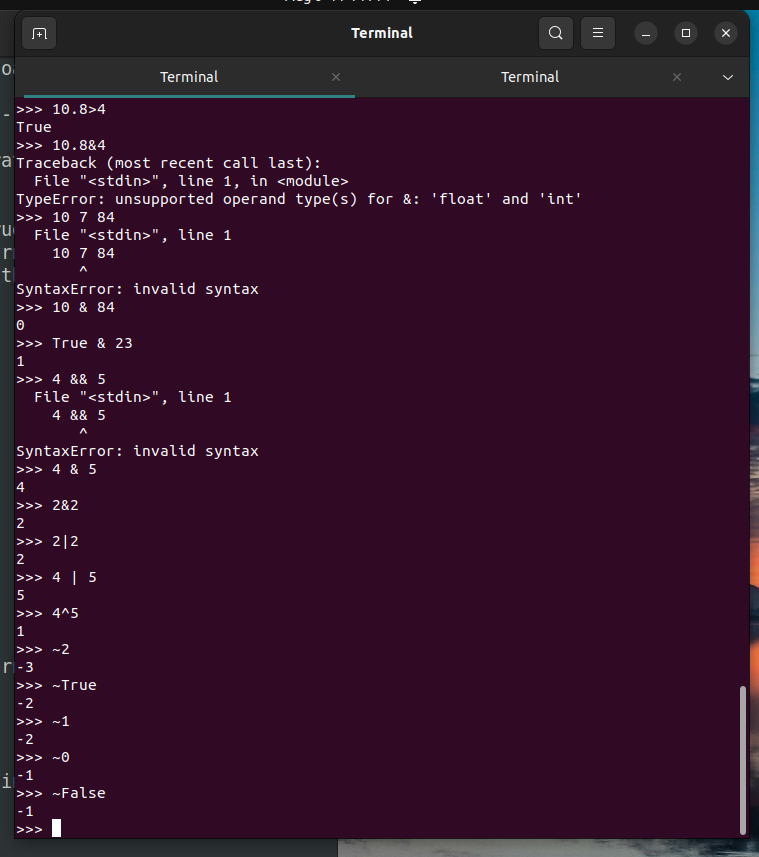 Terminal
Terminal
Terminal
>>> 10.8>4
True
>>> 10.8&4
Traceback (most recent call last):
  File "<stdin>", line 1, in <module>
TypeError: unsupported operand type(s) for &: 'float' and 'int'
>>> 10 7 84
  File "<stdin>", line 1
    10 7 84
       ^
SyntaxError: invalid syntax
>>> 10 & 84
0
>>> True & 23
1
>>> 4 && 5
  File "<stdin>", line 1
    4 && 5
       ^
SyntaxError: invalid syntax
>>> 4 & 5
4
>>> 2&2
2
>>> 2|2
2
>>> 4 | 5
5
>>> 4^5
1
>>> ~2
-3
>>> ~True
-2
>>> ~1
-2
>>> ~0
-1
>>> ~False
-1
>>>